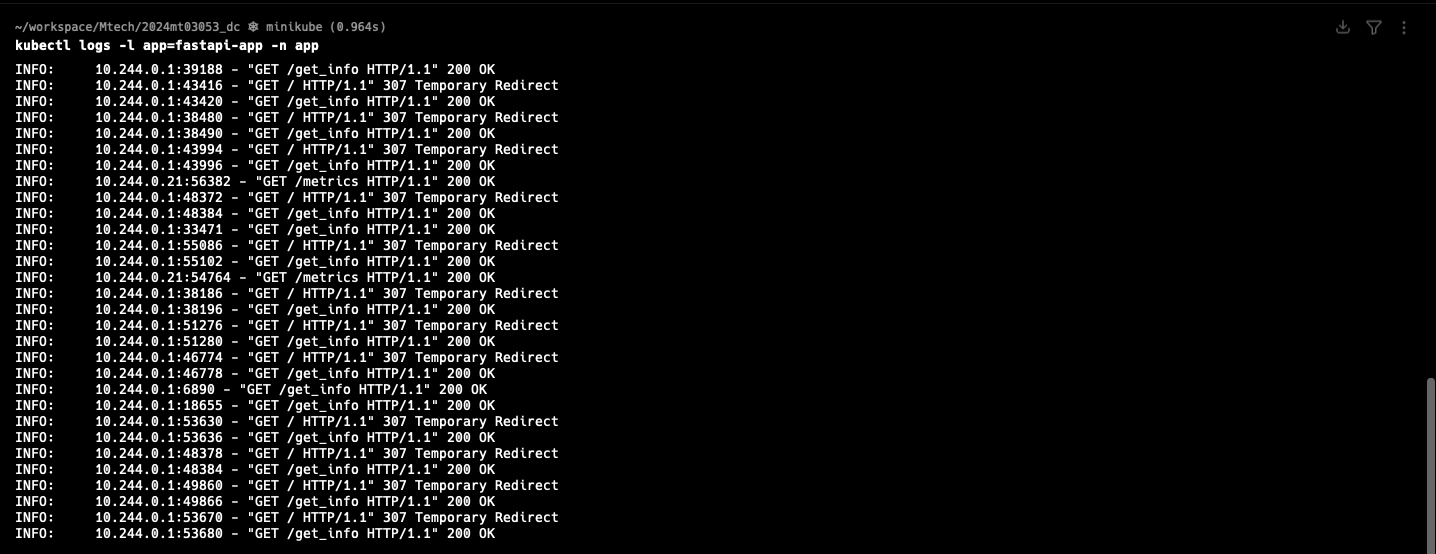 ~/workspace/Mtech/2024mt03053_dc ⎈ minikube (0.964s)
kubectl logs -l app=fastapi-app -n app
INFO:     10.244.0.1:39188 - "GET /get_info HTTP/1.1" 200 OK
INFO:     10.244.0.1:43416 - "GET / HTTP/1.1" 307 Temporary Redirect
INFO:     10.244.0.1:43420 - "GET /get_info HTTP/1.1" 200 OK
INFO:     10.244.0.1:38480 - "GET / HTTP/1.1" 307 Temporary Redirect
INFO:     10.244.0.1:38490 - "GET /get_info HTTP/1.1" 200 OK
INFO:     10.244.0.1:43994 - "GET / HTTP/1.1" 307 Temporary Redirect
INFO:     10.244.0.1:43996 - "GET /get_info HTTP/1.1" 200 OK
INFO:     10.244.0.21:56382 - "GET /metrics HTTP/1.1" 200 OK
INFO:     10.244.0.1:48372 - "GET / HTTP/1.1" 307 Temporary Redirect
INFO:     10.244.0.1:48384 - "GET /get_info HTTP/1.1" 200 OK
INFO:     10.244.0.1:33471 - "GET /get_info HTTP/1.1" 200 OK
INFO:     10.244.0.1:55086 - "GET / HTTP/1.1" 307 Temporary Redirect
INFO:     10.244.0.1:55102 - "GET /get_info HTTP/1.1" 200 OK
INFO:     10.244.0.21:54764 - "GET /metrics HTTP/1.1" 200 OK
INFO:     10.244.0.1:38186 - "GET / HTTP/1.1" 307 Temporary Redirect
INFO:     10.244.0.1:38196 - "GET /get_info HTTP/1.1" 200 OK
INFO:     10.244.0.1:51276 - "GET / HTTP/1.1" 307 Temporary Redirect
INFO:     10.244.0.1:51280 - "GET /get_info HTTP/1.1" 200 OK
INFO:     10.244.0.1:46774 - "GET / HTTP/1.1" 307 Temporary Redirect
INFO:     10.244.0.1:46778 - "GET /get_info HTTP/1.1" 200 OK
INFO:     10.244.0.1:6890 - "GET /get_info HTTP/1.1" 200 OK
INFO:     10.244.0.1:18655 - "GET /get_info HTTP/1.1" 200 OK
INFO:     10.244.0.1:53630 - "GET / HTTP/1.1" 307 Temporary Redirect
INFO:     10.244.0.1:53636 - "GET /get_info HTTP/1.1" 200 OK
INFO:     10.244.0.1:48378 - "GET / HTTP/1.1" 307 Temporary Redirect
INFO:     10.244.0.1:48384 - "GET /get_info HTTP/1.1" 200 OK
INFO:     10.244.0.1:49860 - "GET / HTTP/1.1" 307 Temporary Redirect
INFO:     10.244.0.1:49866 - "GET /get_info HTTP/1.1" 200 OK
INFO:     10.244.0.1:53670 - "GET / HTTP/1.1" 307 Temporary Redirect
INFO:     10.244.0.1:53680 - "GET /get_info HTTP/1.1" 200 OK